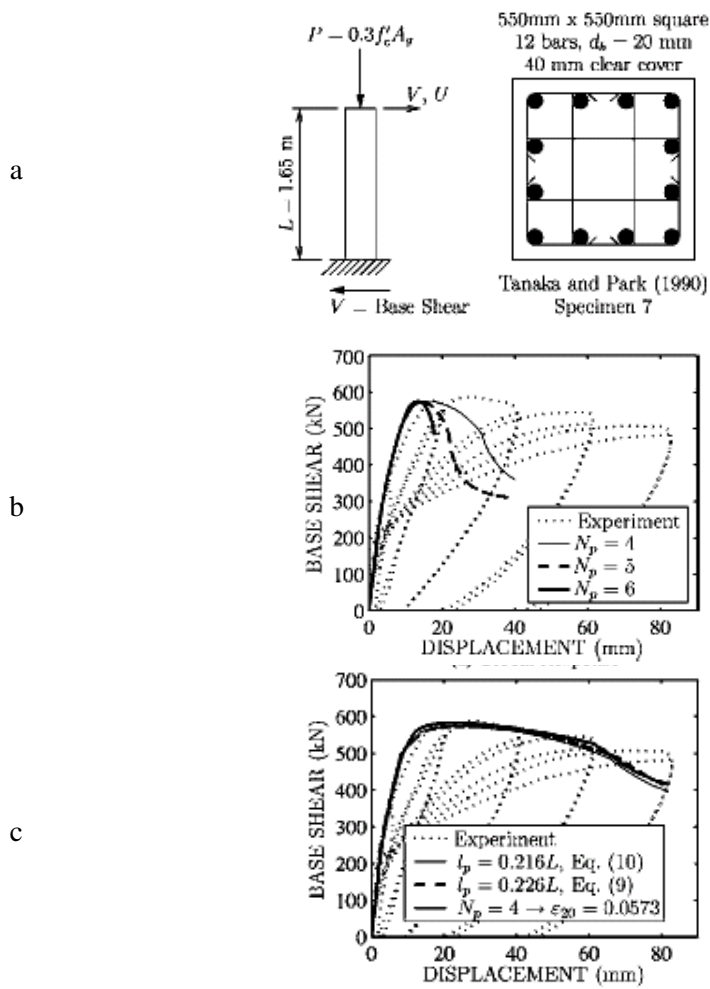 a
P − 0.3f'cAg
V, U
L − 1.65 m
V − Base Shear
550mm x 550mm square
12 bars, db − 20 mm
40 mm clear cover
Tanaka and Park (1990)
Specimen 7
b
BASE SHEAR (kN)
700
600
500
400
300
200
100
0
Experiment
Np = 4
Np = 5
Np = 6
0 20 40 60 80
DISPLACEMENT (mm)
c
BASE SHEAR (kN)
700
600
500
400
300
200
100
0
Experiment
lp = 0.216L, Eq. (10)
lp = 0.226L, Eq. (9)
Np = 4 → ε20 = 0.0573
0 20 40 60 80
DISPLACEMENT (mm)